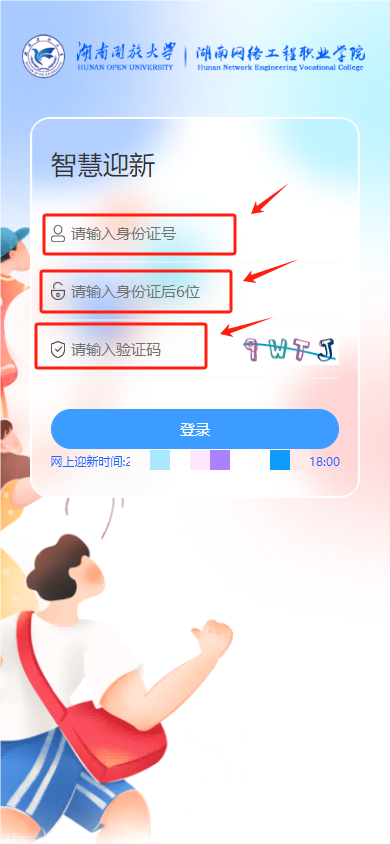 湖南开放大学
HUNAN OPEN UNIVERSITY
湖南网络工程职业学院
Hunan Network Engineering Vocational College
智慧迎新
请输入身份证号
请输入身份证后6位
请输入验证码
9WTJ
登录
网上迎新时间:2
18:00